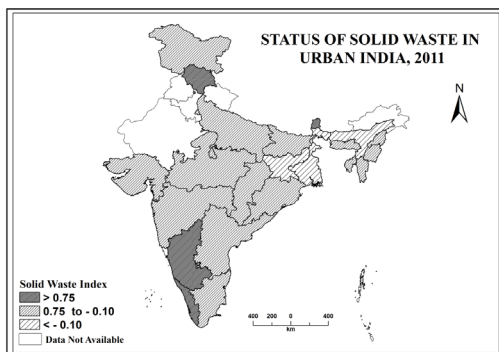 STATUS OF SOLID WASTE IN
URBAN INDIA, 2011
N
Solid Waste Index
> 0.75
0.75 to - 0.10
< - 0.10
Data Not Available
400 200 0 400
km